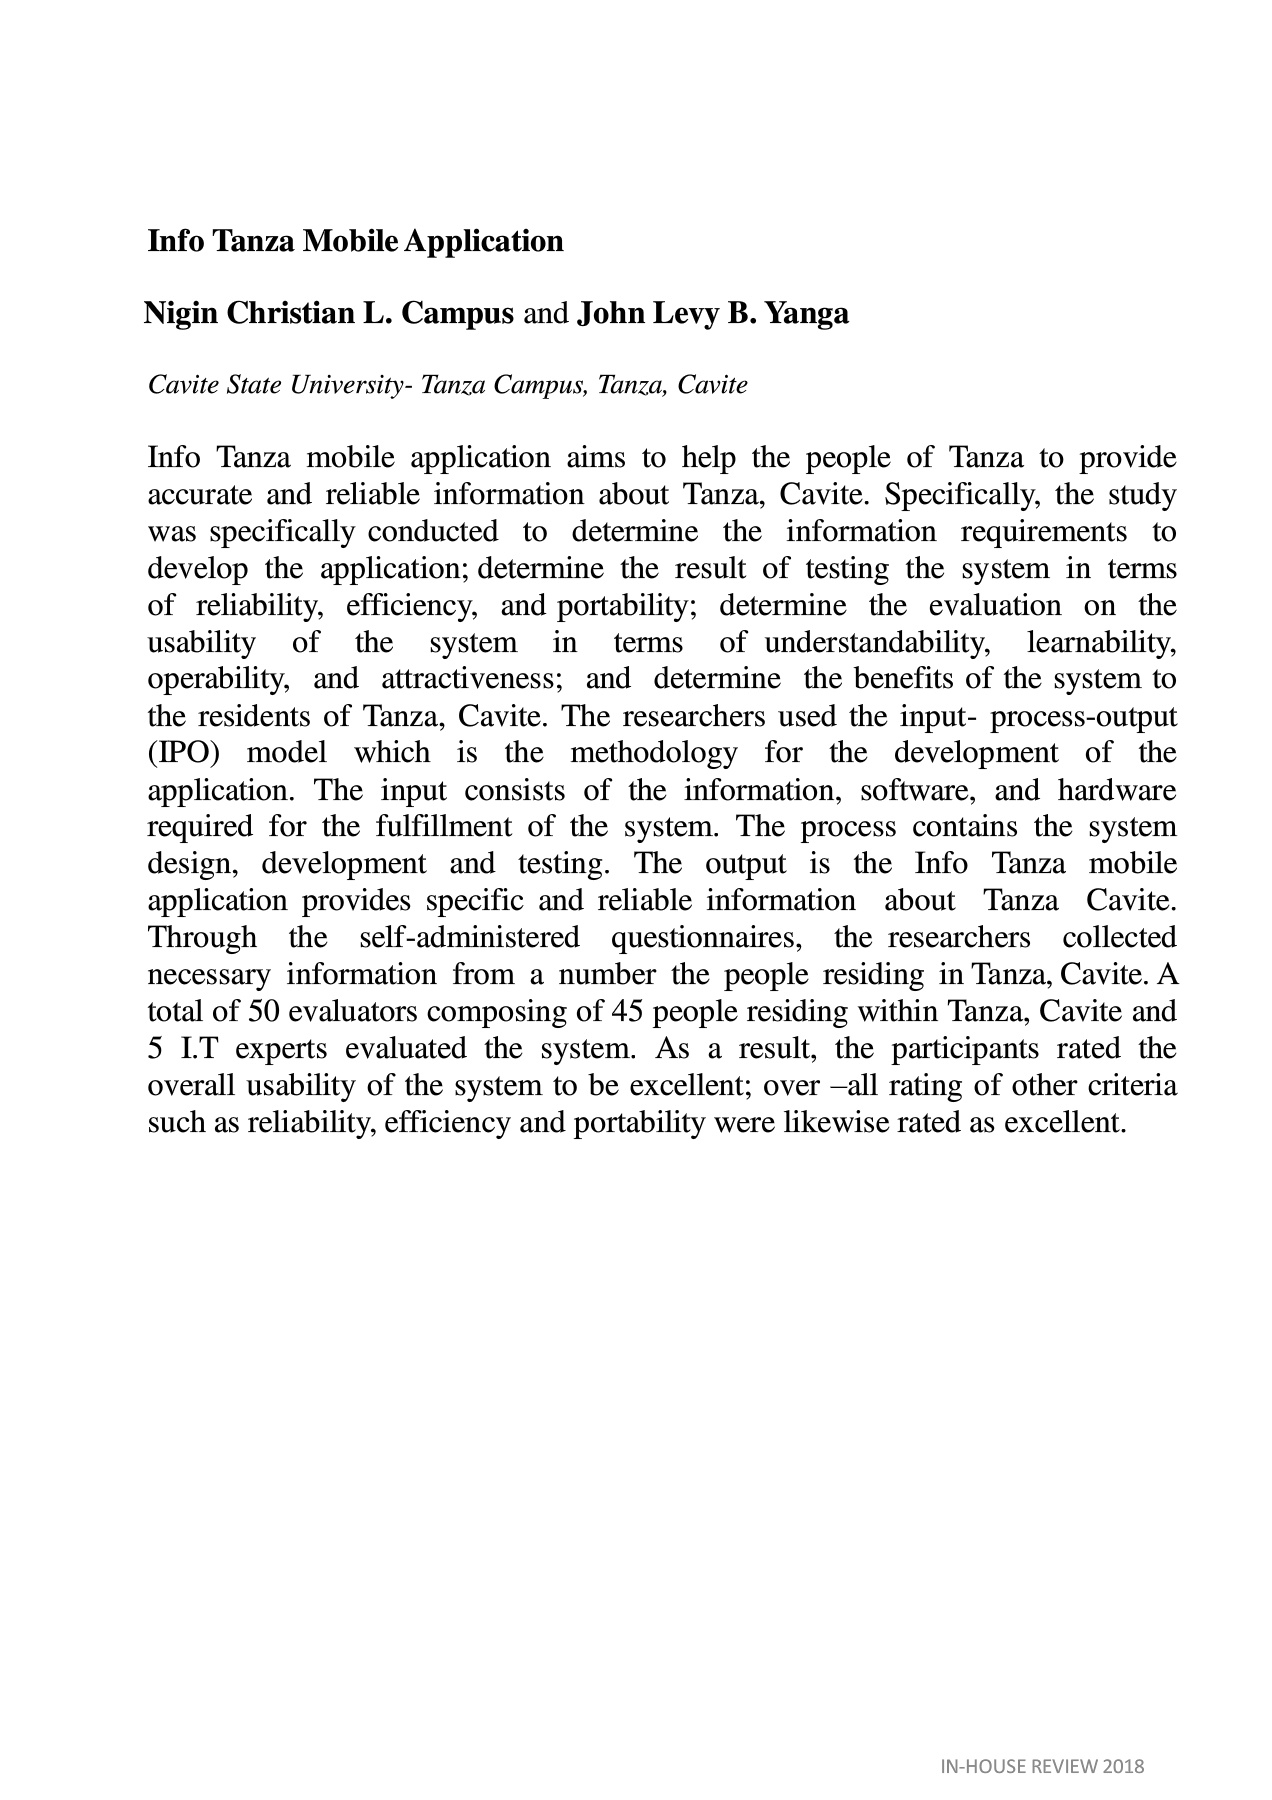 Info Tanza Mobile Application
Nigin Christian L. Campus and John Levy B. Yanga
Cavite State University- Tanza Campus, Tanza, Cavite
Info Tanza mobile application aims to help the people of Tanza to provide
accurate and reliable information about Tanza, Cavite. Specifically, the study
was specifically conducted to determine the information requirements to
develop the application; determine the result of testing the system in terms
of reliability, efficiency, and portability; determine the evaluation on the
usability of the system in terms of understandability, learnability,
operability, and attractiveness; and determine the benefits of the system to
the residents of Tanza, Cavite. The researchers used the input- process-output
(IPO) model which is the methodology for the development of the
application. The input consists of the information, software, and hardware
required for the fulfillment of the system. The process contains the system
design, development and testing. The output is the Info Tanza mobile
application provides specific and reliable information about Tanza Cavite.
Through the self-administered questionnaires, the researchers collected
necessary information from a number the people residing in Tanza, Cavite. A
total of 50 evaluators composing of 45 people residing within Tanza, Cavite and
5 I.T experts evaluated the system. As a result, the participants rated the
overall usability of the system to be excellent; over –all rating of other criteria
such as reliability, efficiency and portability were likewise rated as excellent.
IN-HOUSE REVIEW 2018